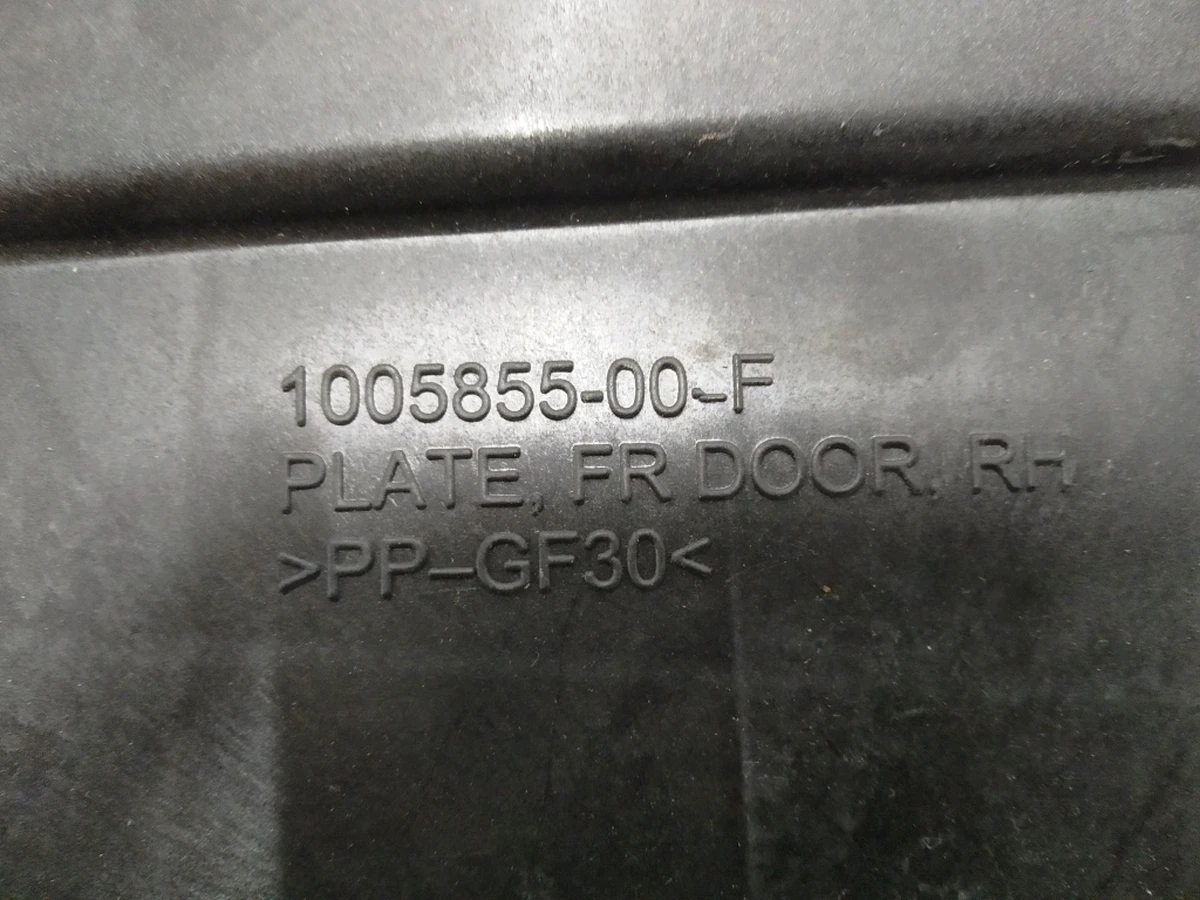 1005855-00-F
PLATE, FR DOOR, RH
>PP-GF30<